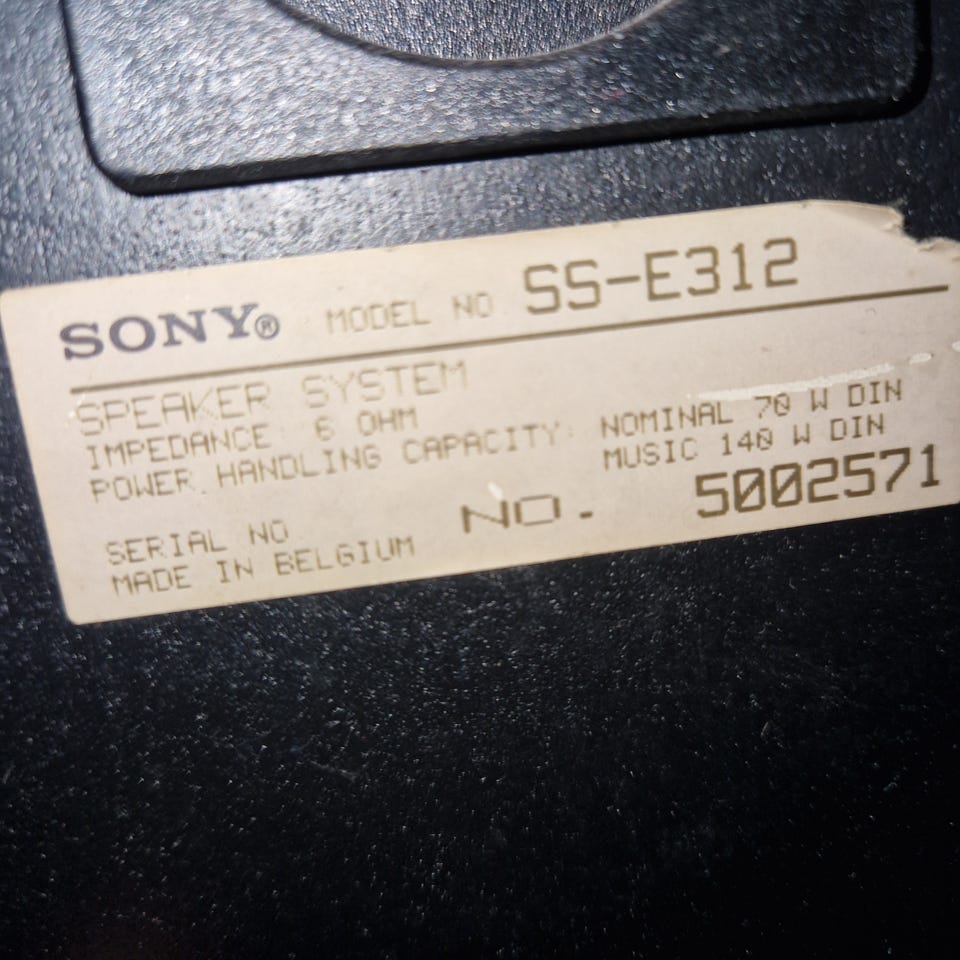 SONY® MODEL NO SS-E312
SPEAKER SYSTEM
IMPEDANCE 6 OHM
POWER HANDLING CAPACITY: NOMINAL 70 W DIN
MUSIC 140 W DIN
SERIAL NO NO. 5002571
MADE IN BELGIUM